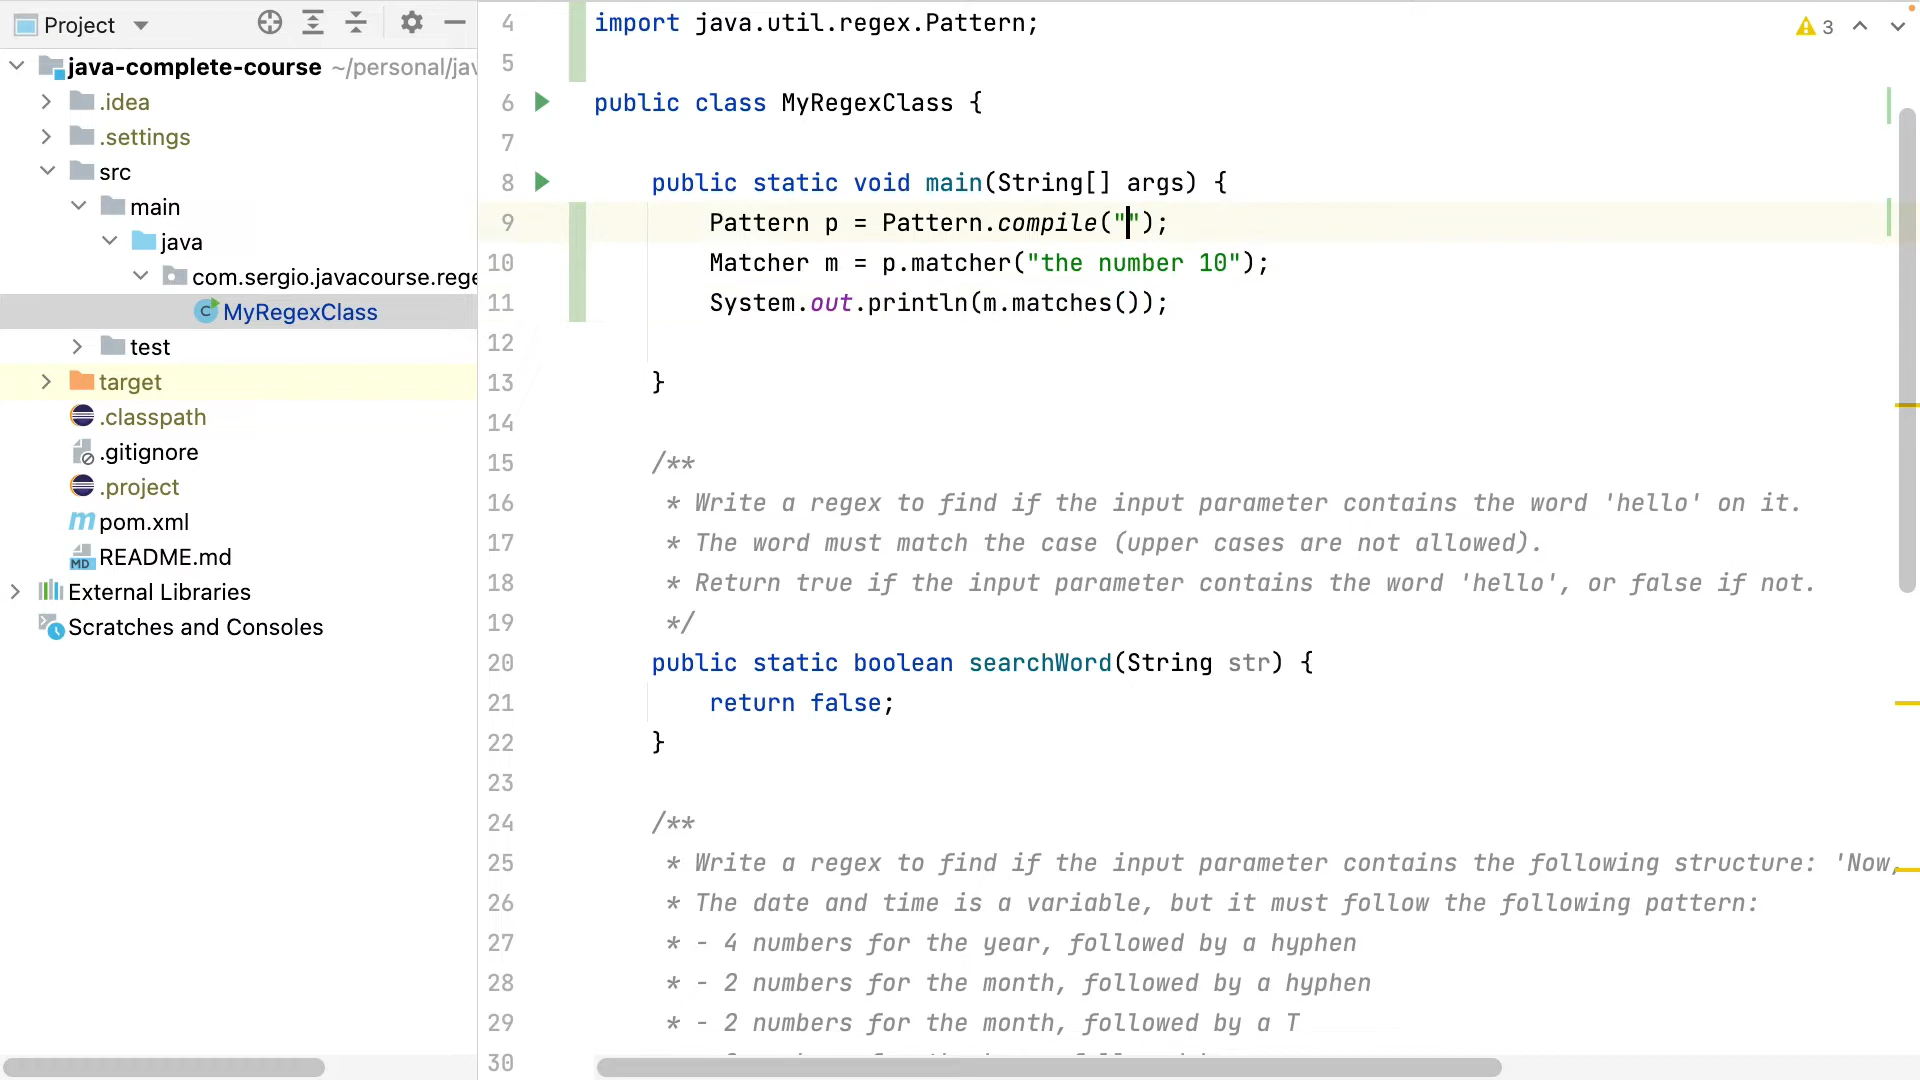 Project
java-complete-course ~/personal/jav
.idea
.settings
src
main
java
com.sergio.javacourse.rege
MyRegexClass
test
target
.classpath
.gitignore
.project
pom.xml
README.md
External Libraries
Scratches and Consoles
3
4 import java.util.regex.Pattern;
5
6 public class MyRegexClass {
7
8 public static void main(String[] args) {
9 Pattern p = Pattern.compile("");
10 Matcher m = p.matcher("the number 10");
11 System.out.println(m.matches());
12
13 }
14
15 /**
16 * Write a regex to find if the input parameter contains the word 'hello' on it.
17 * The word must match the case (upper cases are not allowed).
18 * Return true if the input parameter contains the word 'hello', or false if not.
19 */
20 public static boolean searchWord(String str) {
21 return false;
22 }
23
24 /**
25 * Write a regex to find if the input parameter contains the following structure: 'Now,
26 * The date and time is a variable, but it must follow the following pattern:
27 * - 4 numbers for the year, followed by a hyphen
28 * - 2 numbers for the month, followed by a hyphen
29 * - 2 numbers for the month, followed by a T
30